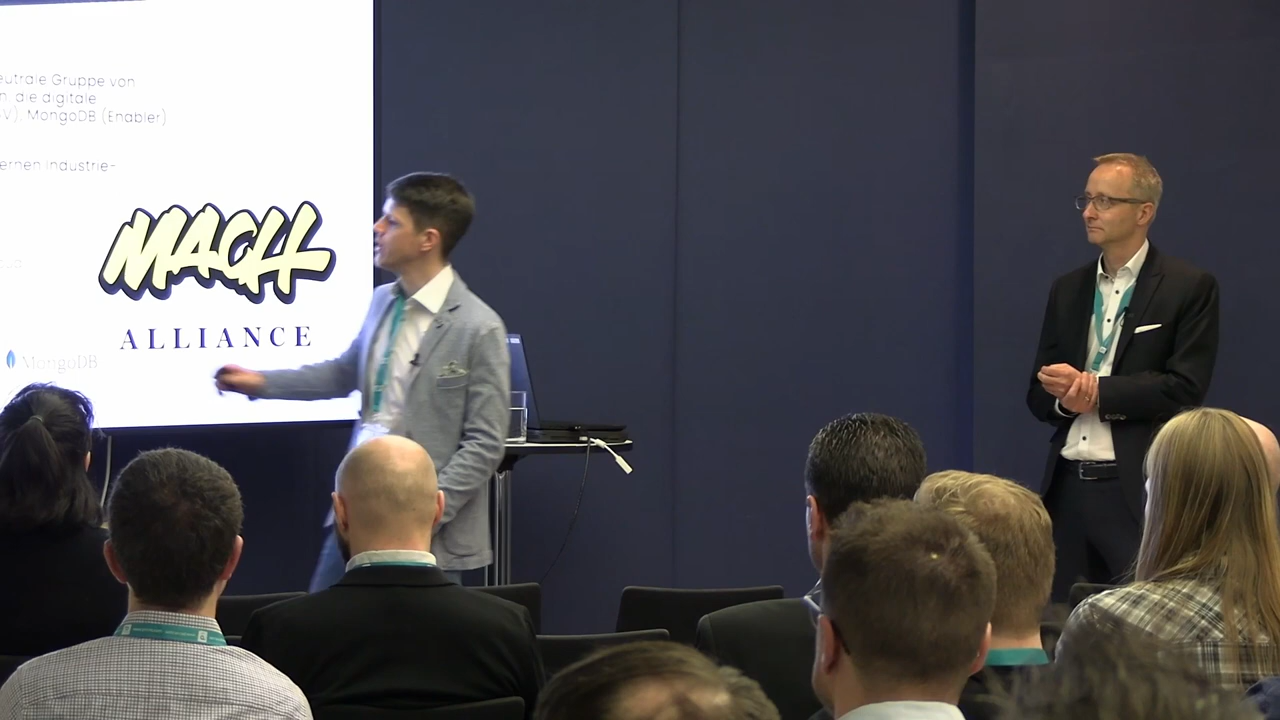 eutrale Gruppe von
n, die digitale
V), MongoDB (Enabler)
ernen Industrie-
MACH
ALLIANCE
MongoDB